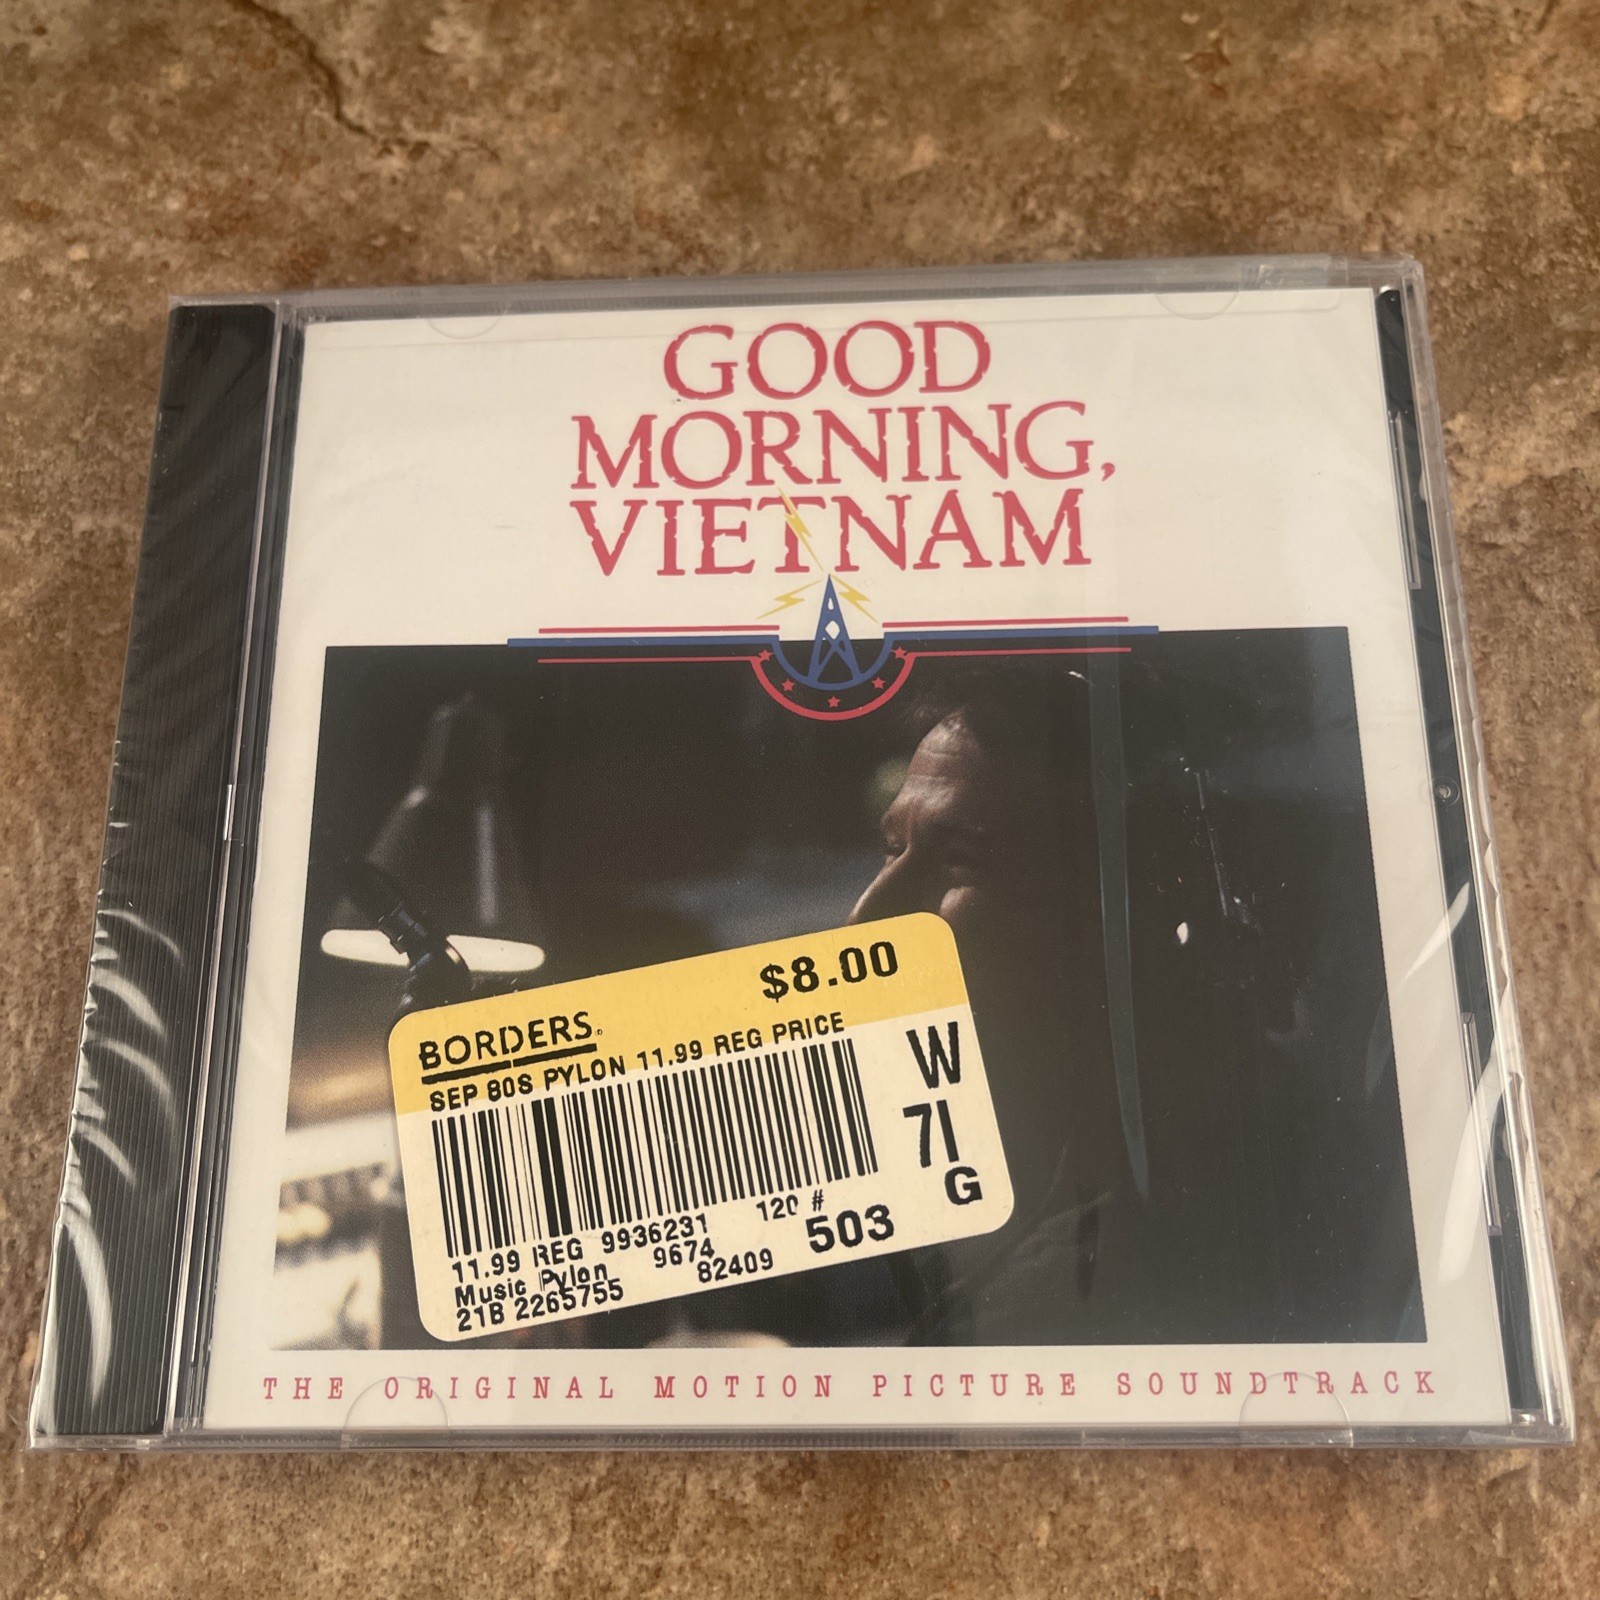 GOOD
MORNING,
VIETNAM
$8.00
BORDERS.
SEP 80S PYLON 11.99 REG PRICE
W
7I
G
11.99 REG 9936231 120 #
Music Pylon 9674 503
21B 2265755 82409
THE ORIGINAL MOTION PICTURE SOUNDTRACK